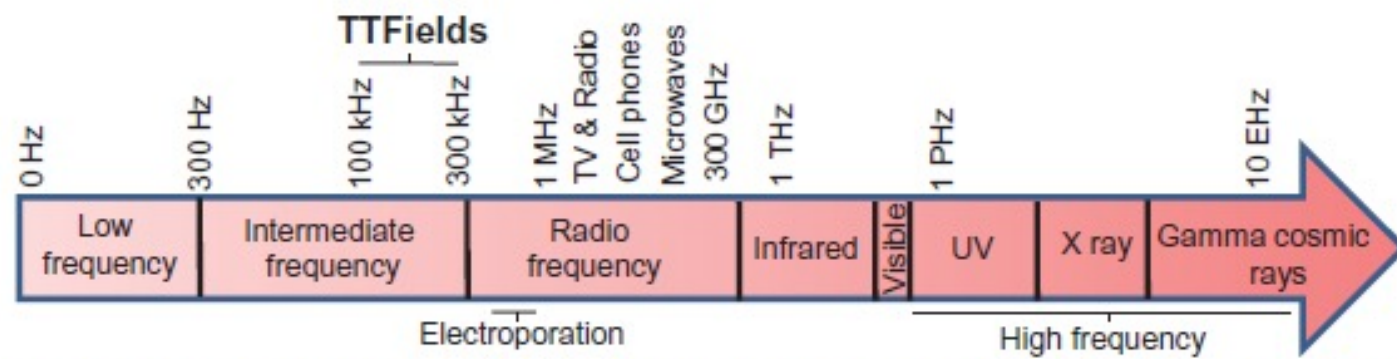 TTFields
0 Hz
300 Hz
100 kHz
300 kHz
1 MHz
TV & Radio
Cell phones
Microwaves
300 GHz
1 THz
1 PHz
10 EHz
Low
frequency
Intermediate
frequency
Radio
frequency
Infrared
Visible
UV
X ray
Gamma cosmic
rays
Electroporation
High frequency